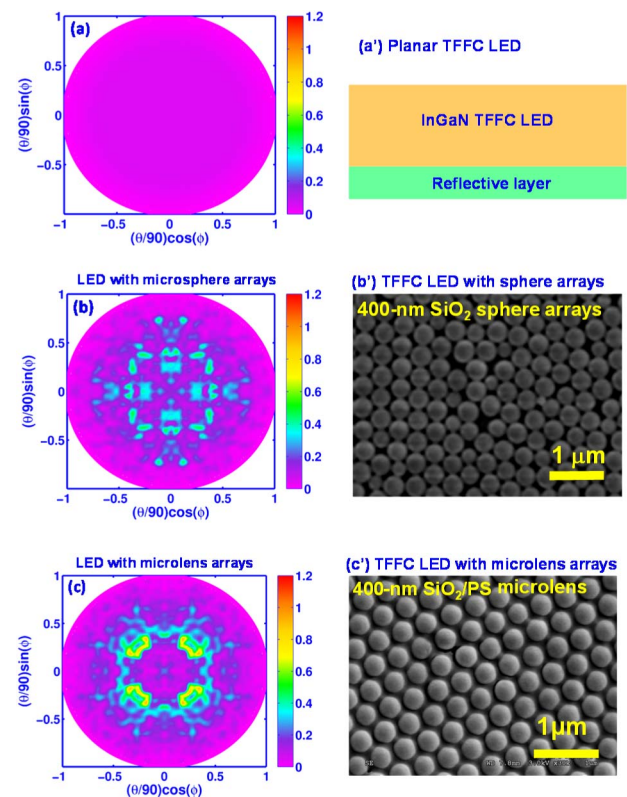 (a)
1
0.5
0
−0.5
−1
−0.5
0
0.5
1
(θ/90)sin(ϕ)
(θ/90)cos(ϕ)
1.2
1
0.8
0.6
0.4
0.2
0
(a') Planar TFFC LED
InGaN TFFC LED
Reflective layer
LED with microsphere arrays
(b)
1
0.5
0
−0.5
−1
−0.5
0
0.5
1
(θ/90)sin(ϕ)
(θ/90)cos(ϕ)
1.2
1
0.8
0.6
0.4
0.2
0
(b') TFFC LED with sphere arrays
400-nm SiO₂ sphere arrays
1 μm
LED with microlens arrays
(c)
1
0.5
0
−0.5
−1
−0.5
0
0.5
1
(θ/90)sin(ϕ)
(θ/90)cos(ϕ)
1.2
1
0.8
0.6
0.4
0.2
0
(c') TFFC LED with microlens arrays
400-nm SiO₂/PS microlens
1μm